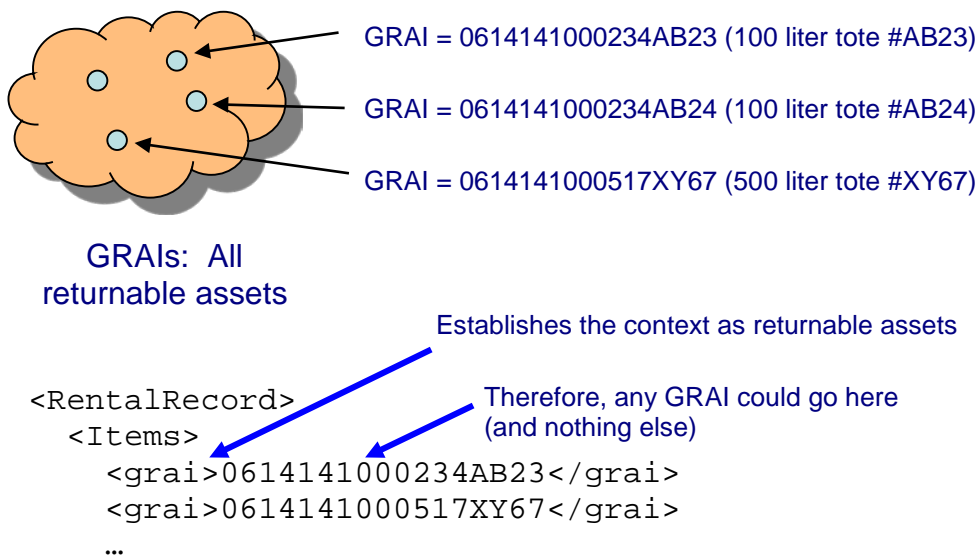 GRAI = 0614141000234AB23 (100 liter tote #AB23)
GRAI = 0614141000234AB24 (100 liter tote #AB24)
GRAI = 0614141000517XY67 (500 liter tote #XY67)
GRAIs: All
returnable assets
Establishes the context as returnable assets
Therefore, any GRAI could go here
(and nothing else)
<RentalRecord>
<Items>
<grai>0614141000234AB23</grai>
<grai>0614141000517XY67</grai>
…